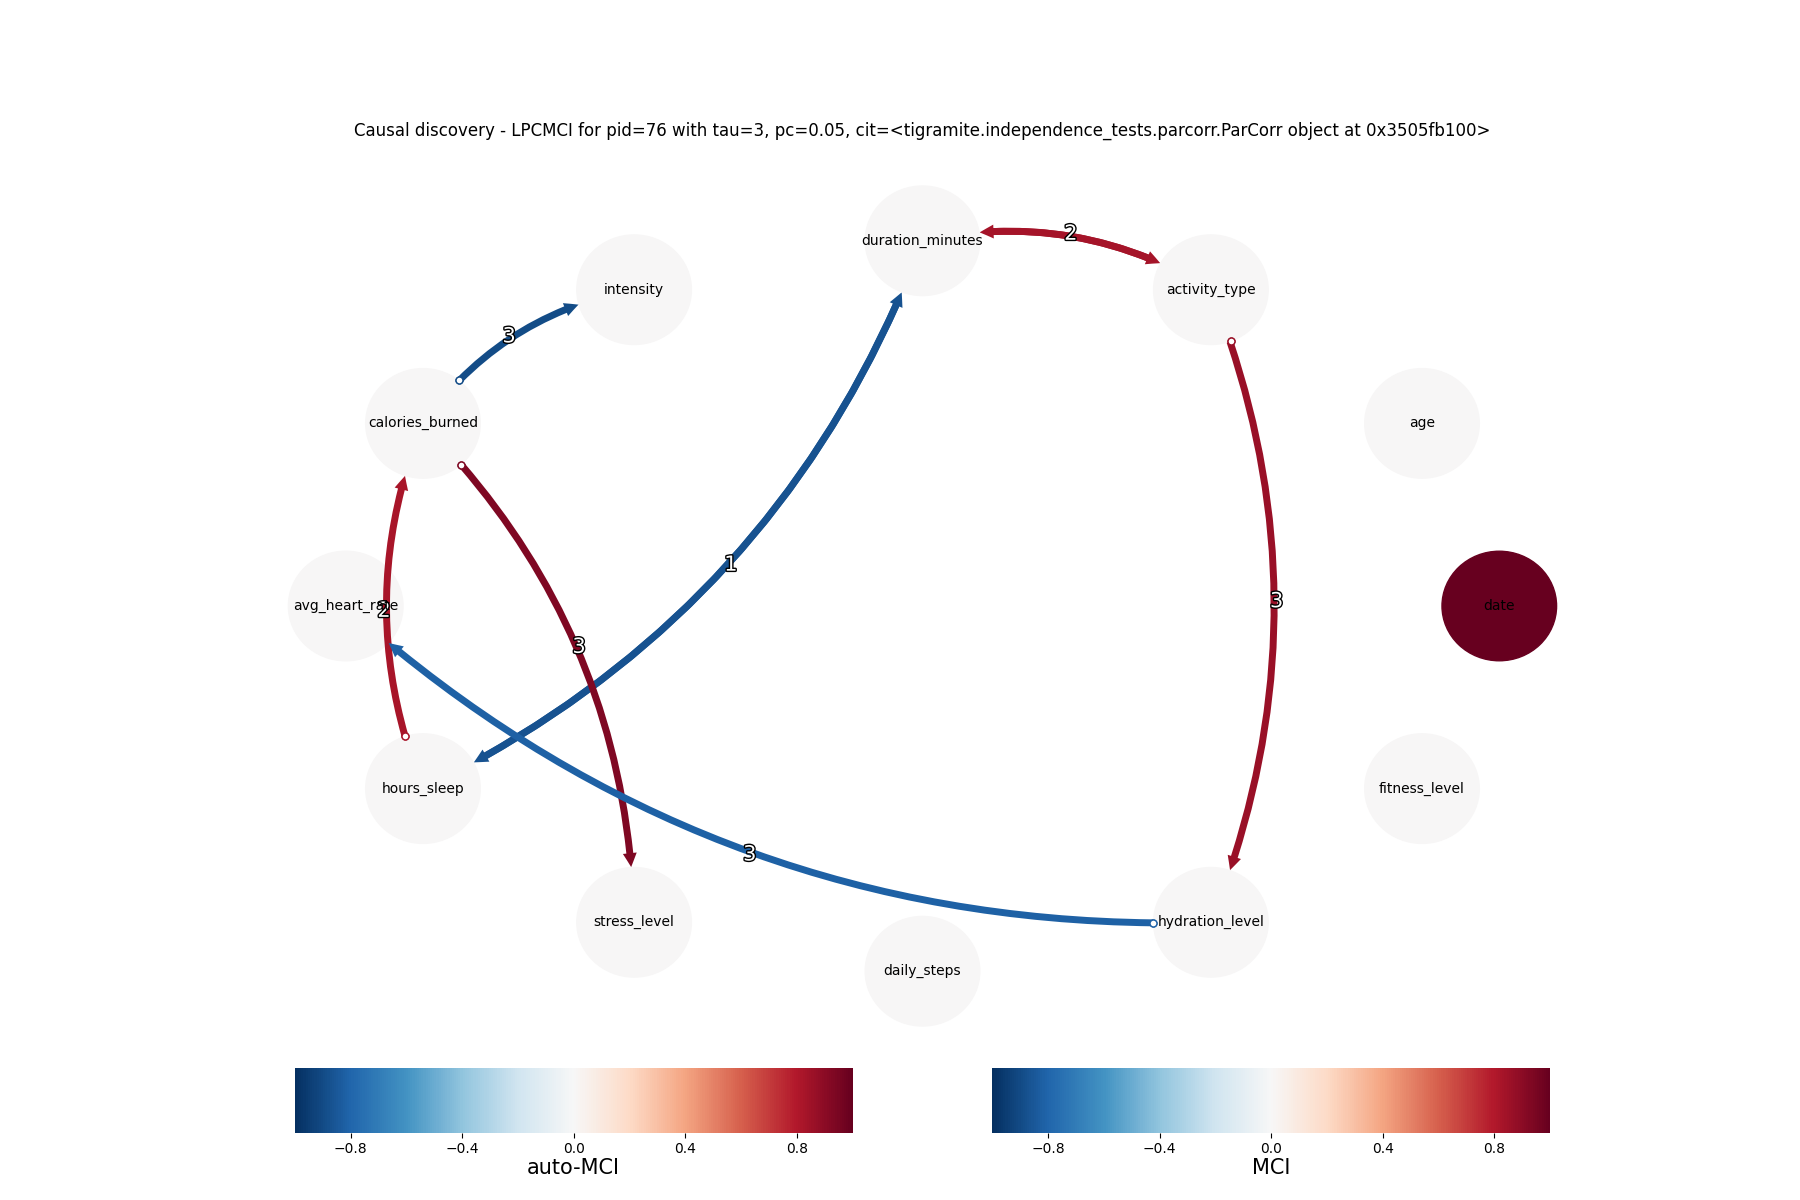 Causal discovery - LPCMCI for pid=76 with tau=3, pc=0.05, cit=<tigramite.independence_tests.parcorr.ParCorr object at 0x3505fb100>
duration_minutes
2
intensity
activity_type
3
calories_burned
age
1
avg_heart_rate
2
3
date
3
hours_sleep
fitness_level
3
stress_level
hydration_level
daily_steps
−0.8 −0.4 0.0 0.4 0.8
auto-MCI
−0.8 −0.4 0.0 0.4 0.8
MCI